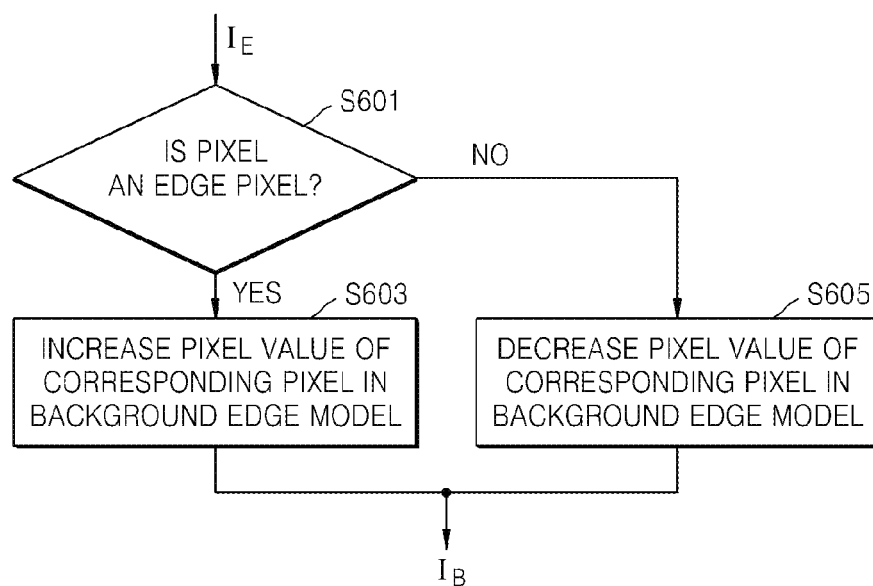 I_E
S601
IS PIXEL
AN EDGE PIXEL?
NO
YES
S603
INCREASE PIXEL VALUE OF
CORRESPONDING PIXEL IN
BACKGROUND EDGE MODEL
S605
DECREASE PIXEL VALUE OF
CORRESPONDING PIXEL IN
BACKGROUND EDGE MODEL
I_B